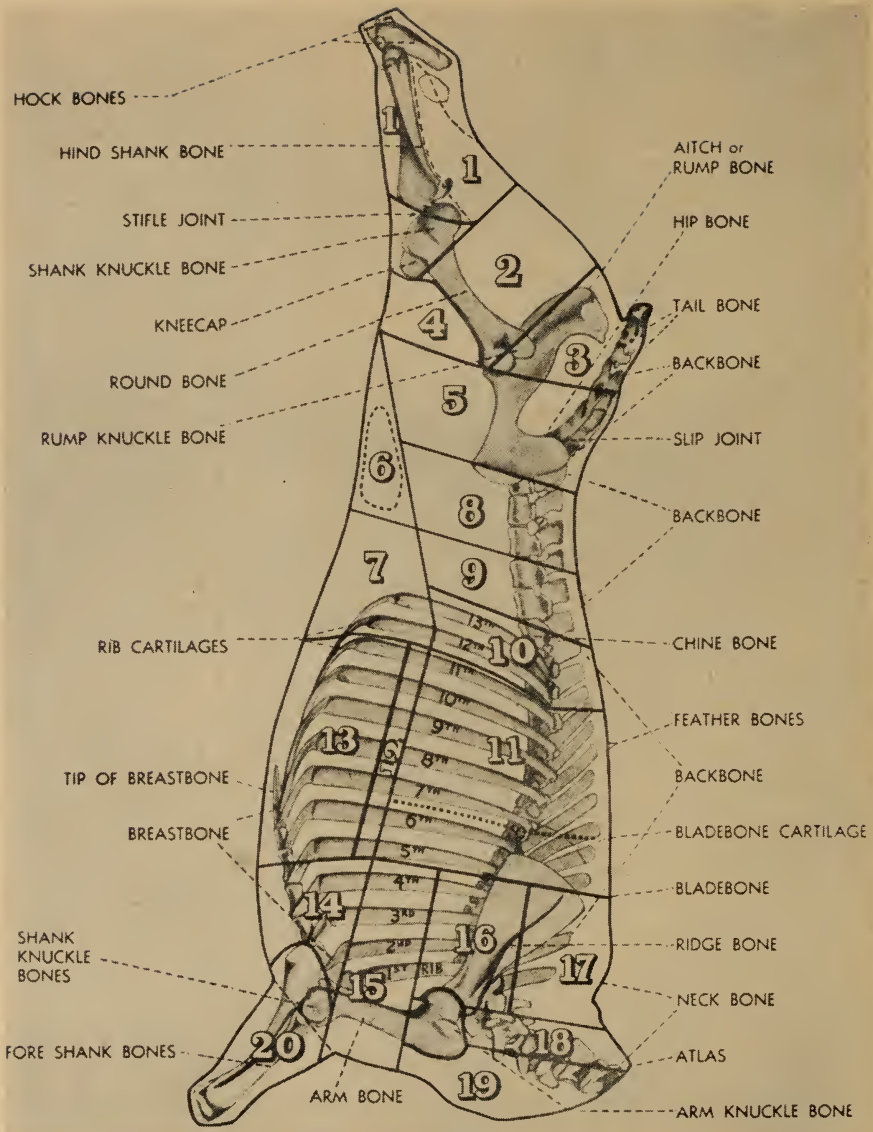 HOCK BONES
HIND SHANK BONE
STIFLE JOINT
SHANK KNUCKLE BONE
KNEECAP
ROUND BONE
RUMP KNUCKLE BONE
RIB CARTILAGES
TIP OF BREASTBONE
BREASTBONE
SHANK
KNUCKLE
BONES
FORE SHANK BONES
ARM BONE
AITCH or
RUMP BONE
HIP BONE
TAIL BONE
BACKBONE
SLIP JOINT
BACKBONE
CHINE BONE
FEATHER BONES
BACKBONE
BLADEBONE CARTILAGE
BLADEBONE
RIDGE BONE
NECK BONE
ATLAS
ARM KNUCKLE BONE
1
1
2
3
4
5
6
7
8
9
10
11
12
13
14
15
16
17
18
19
20
13TH
12TH
11TH
10TH
9TH
8TH
7TH
6TH
5TH
4TH
3RD
2ND
1ST RIB